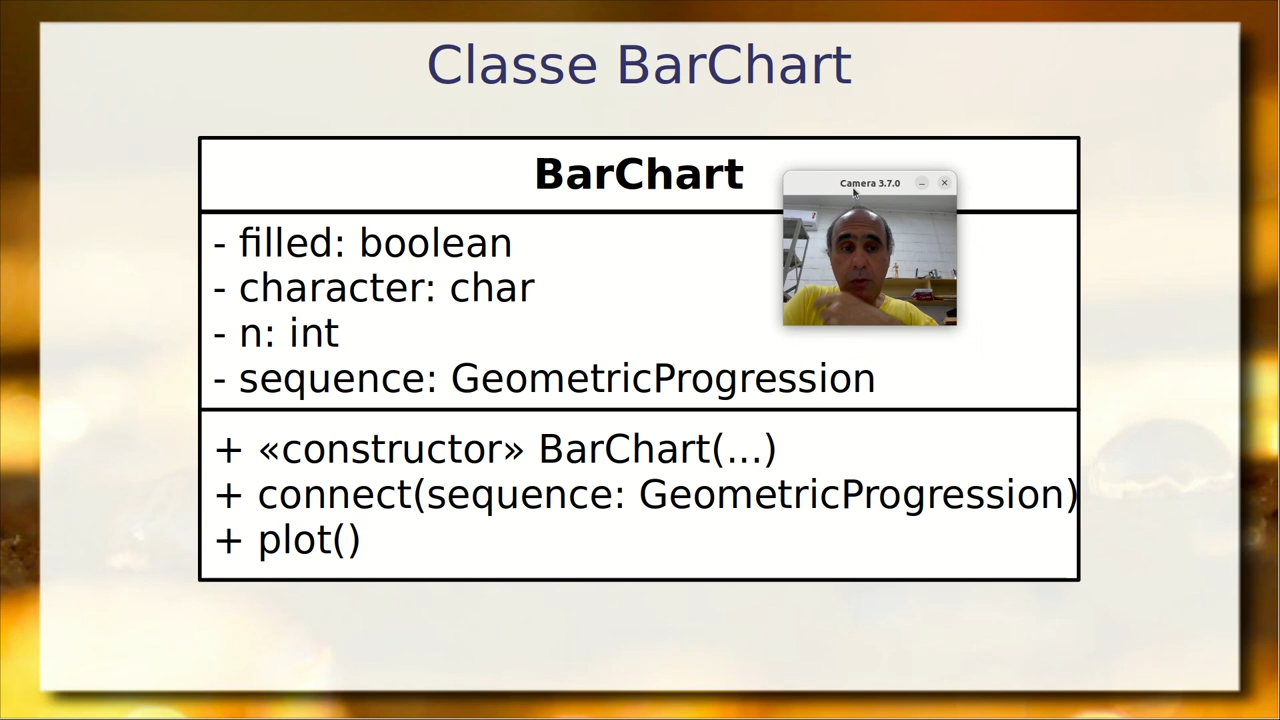 Classe BarChart
BarChart
Camera 3.7.0
- filled: boolean
- character: char
- n: int
- sequence: GeometricProgression
+ «constructor» BarChart(...)
+ connect(sequence: GeometricProgression)
+ plot()